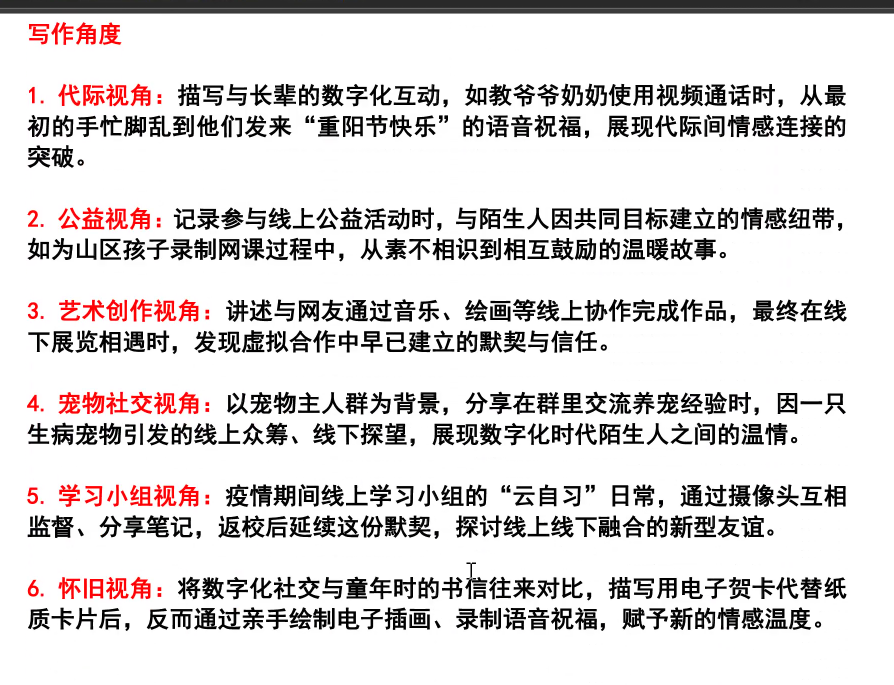 写作角度
1. 代际视角：描写与长辈的数字化互动，如教爷爷奶奶使用视频通话时，从最
初的手忙脚乱到他们发来“重阳节快乐”的语音祝福，展现代际间情感连接的
突破。
2. 公益视角：记录参与线上公益活动时，与陌生人因共同目标建立的情感纽带，
如为山区孩子录制网课过程中，从素不相识到相互鼓励的温暖故事。
3. 艺术创作视角：讲述与网友通过音乐、绘画等线上协作完成作品，最终在线
下展览相遇时，发现虚拟合作中早已建立的默契与信任。
4. 宠物社交视角：以宠物主人群为背景，分享在群里交流养宠经验时，因一只
生病宠物引发的线上众筹、线下探望，展现数字化时代陌生人之间的温情。
5. 学习小组视角：疫情期间线上学习小组的“云自习”日常，通过摄像头互相
监督、分享笔记，返校后延续这份默契，探讨线上线下融合的新型友谊。
6. 怀旧视角：将数字化社交与童年时的书信往来对比，描写用电子贺卡代替纸
质卡片后，反而通过亲手绘制电子插画、录制语音祝福，赋予新的情感温度。